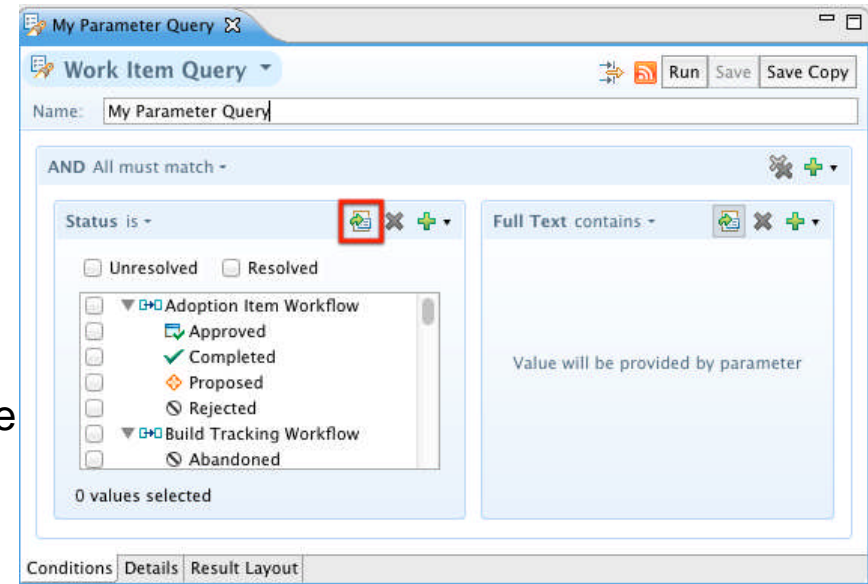 My Parameter Query
Work Item Query
Run Save Save Copy
Name: My Parameter Query
AND All must match
Status is
Full Text contains
Unresolved Resolved
Adoption Item Workflow
Approved
Completed
Proposed
Rejected
Build Tracking Workflow
Abandoned
0 values selected
Value will be provided by parameter
e
Conditions Details Result Layout